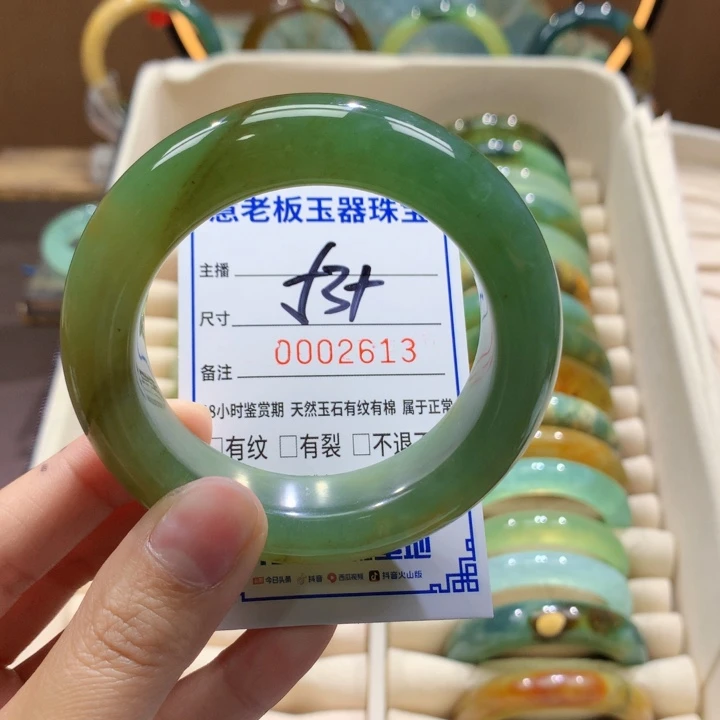 老板玉器珠宝
主播
53+
尺寸
0002613
备注
8小时鉴赏期 天然玉石有纹有棉 属于正常
□有纹 □有裂 □不退
今日头条 抖音 西瓜视频 抖音火山版